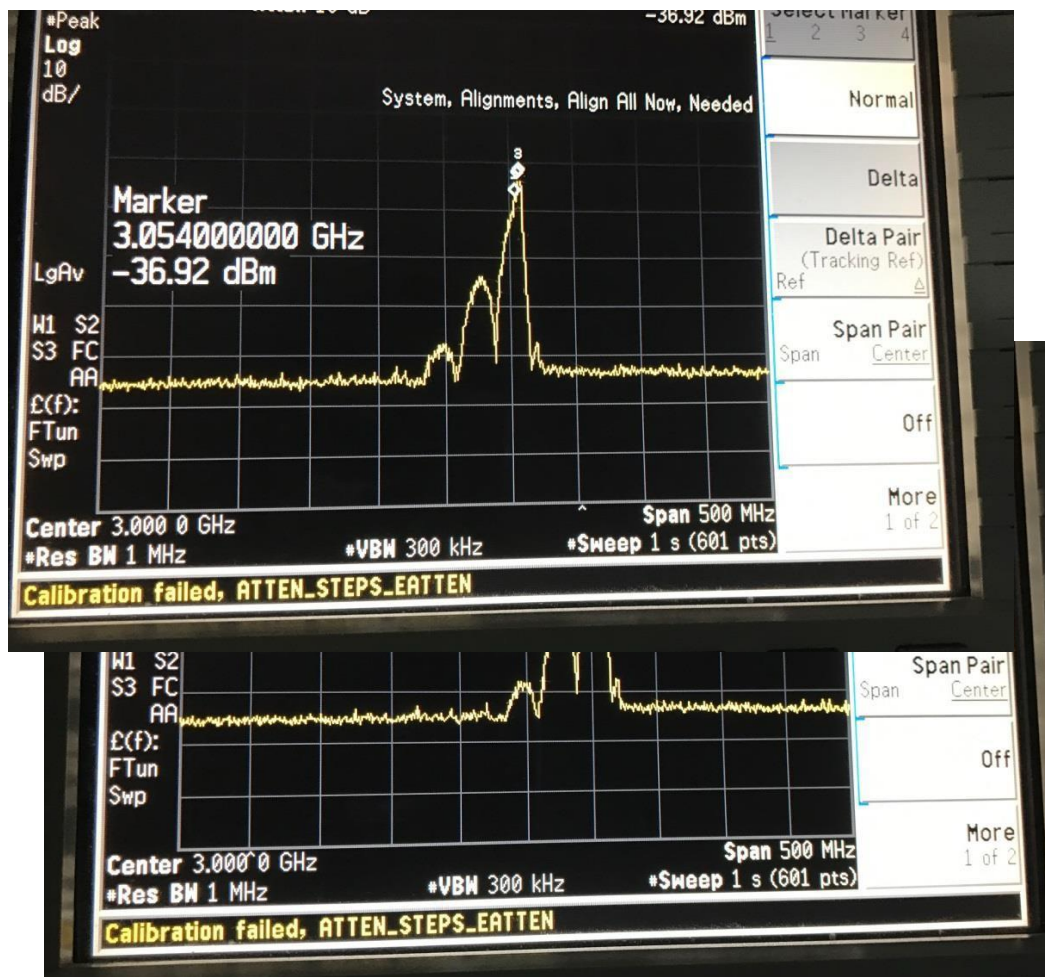 #Peak
-36.92 dBm
Select Marker
1 2 3 4
Log
10
dB/
System, Alignments, Align All Now, Needed
Normal
3
Delta
Marker
3.054000000 GHz
-36.92 dBm
Delta Pair
(Tracking Ref)
Ref Δ
LgAv
W1 S2
S3 FC
AA
Span Pair
Span Center
£(f):
FTun
Swp
Off
More
1 of 2
Center 3.000 0 GHz
Span 500 MHz
#Res BW 1 MHz
#VBW 300 kHz
#Sweep 1 s (601 pts)
Calibration failed, ATTEN_STEPS_EATTEN
W1 S2
S3 FC
AA
Span Pair
Span Center
£(f):
FTun
Swp
Off
More
1 of 2
Center 3.000^0 GHz
Span 500 MHz
#Res BW 1 MHz
#VBW 300 kHz
#Sweep 1 s (601 pts)
Calibration failed, ATTEN_STEPS_EATTEN